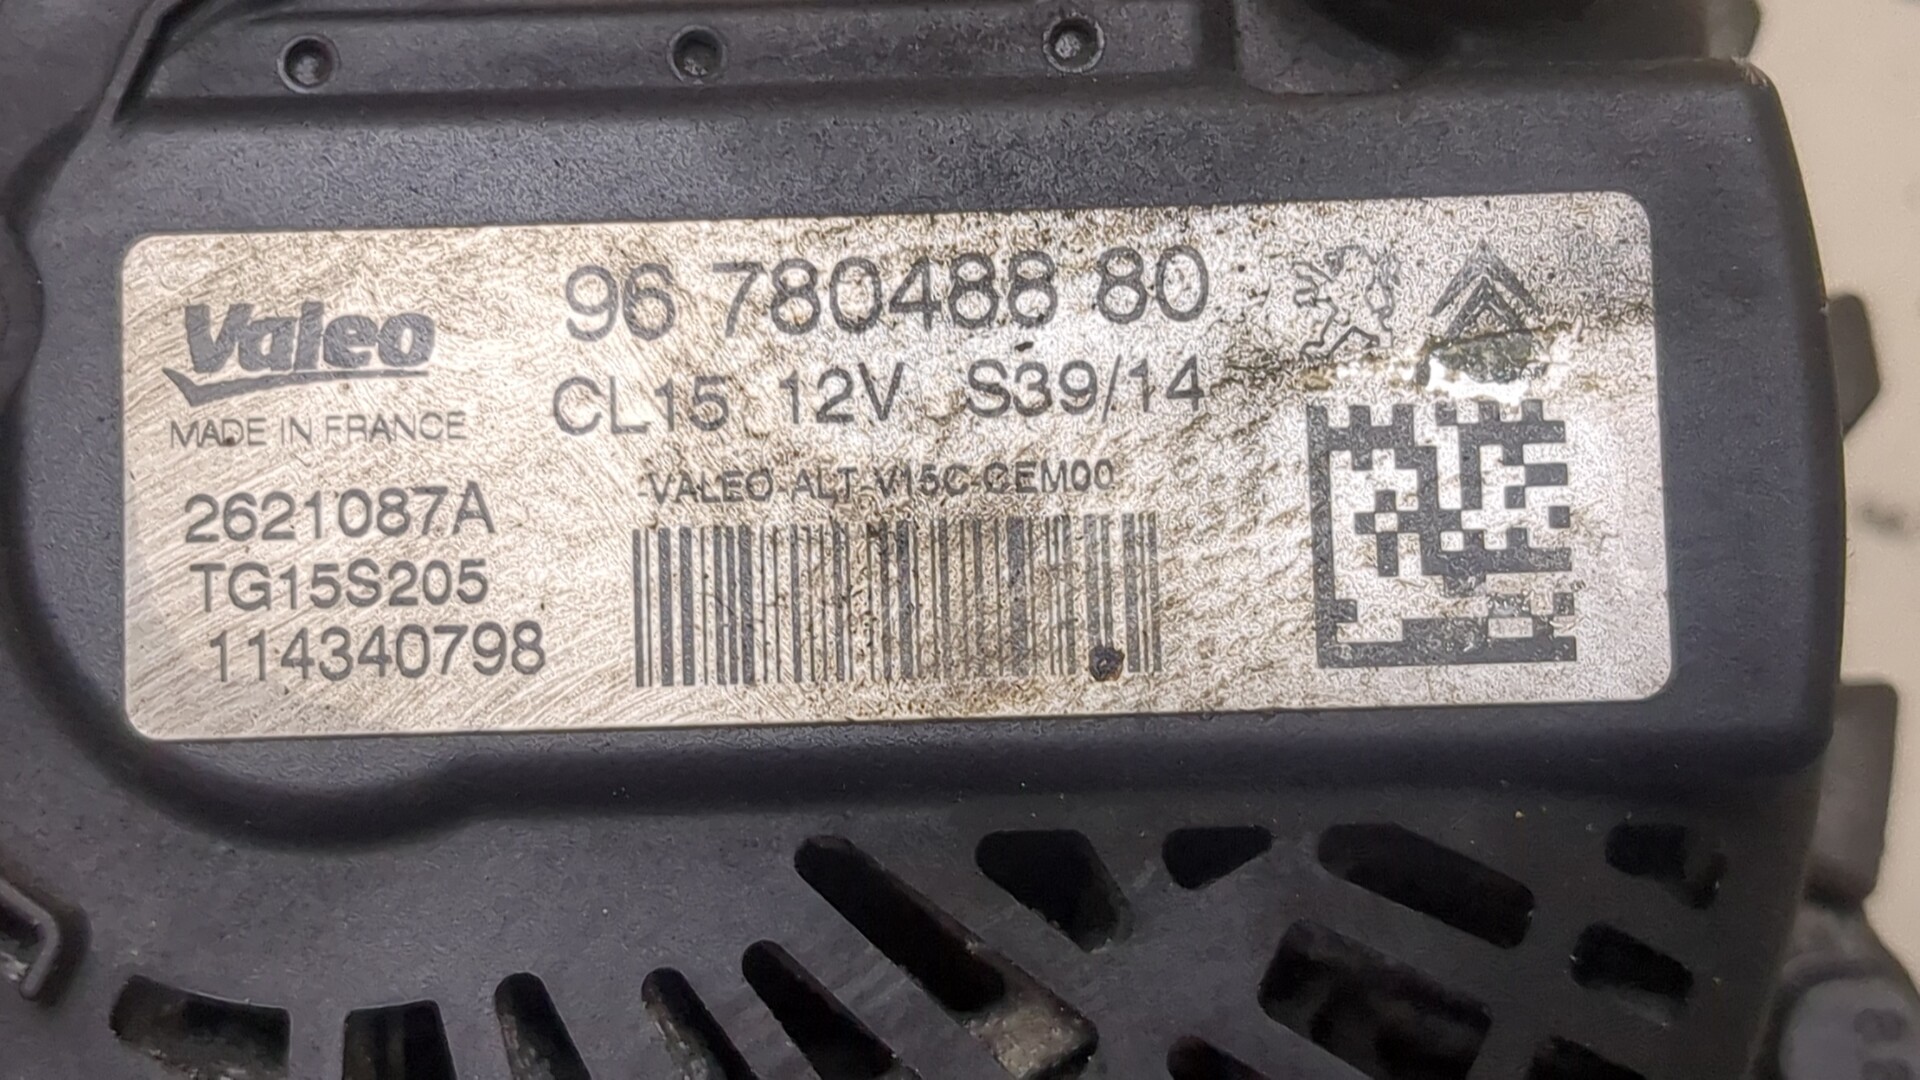 Valeo
MADE IN FRANCE
2621087A
TG15S205
114340798
96 780488 80
CL15 12V S39/14
-VALEO-ALT-V15C-CEM00